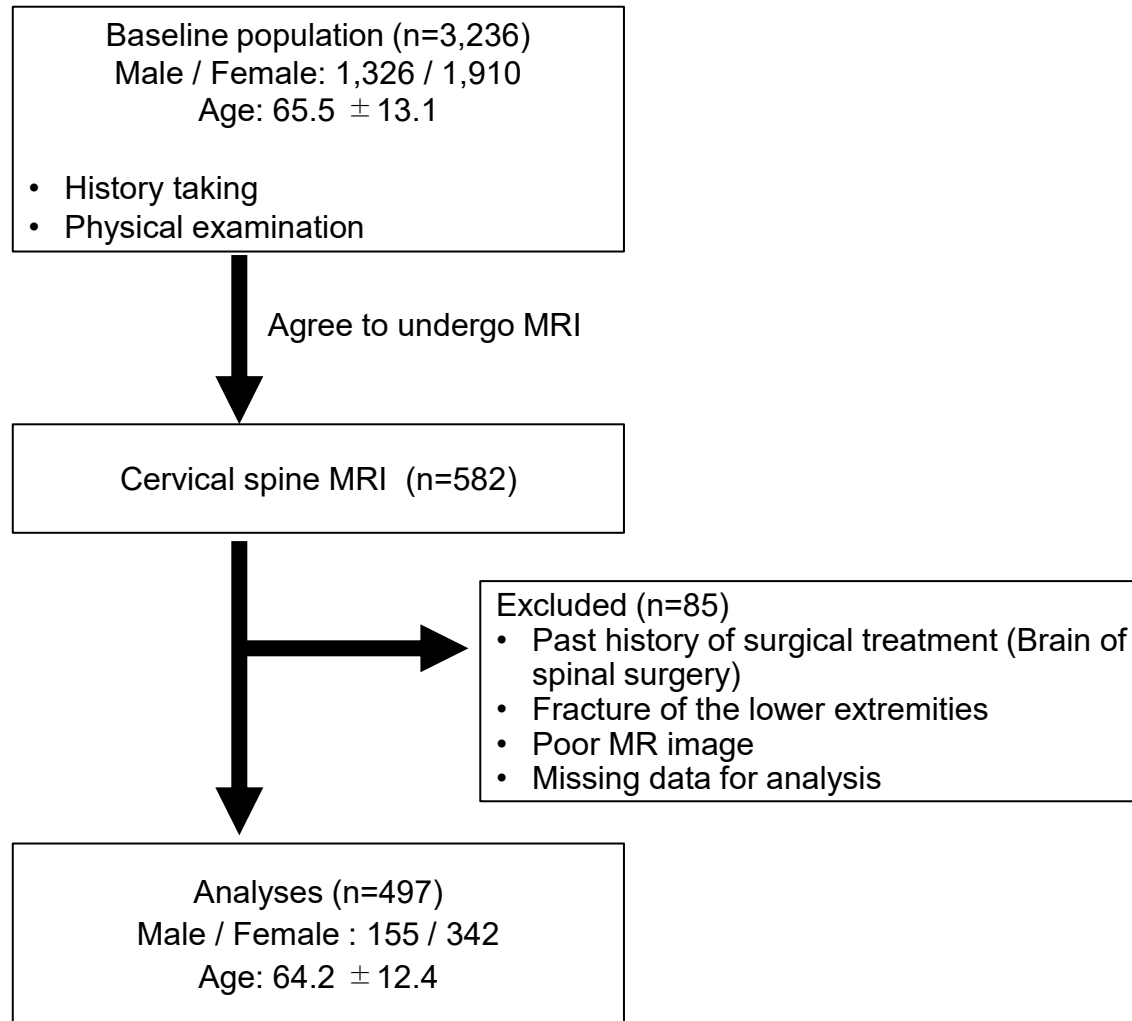 Baseline population (n=3,236)
Male / Female: 1,326 / 1,910
Age: 65.5 ±13.1
• History taking
• Physical examination
Agree to undergo MRI
Cervical spine MRI (n=582)
Excluded (n=85)
• Past history of surgical treatment (Brain of
spinal surgery)
• Fracture of the lower extremities
• Poor MR image
• Missing data for analysis
Analyses (n=497)
Male / Female : 155 / 342
Age: 64.2 ±12.4